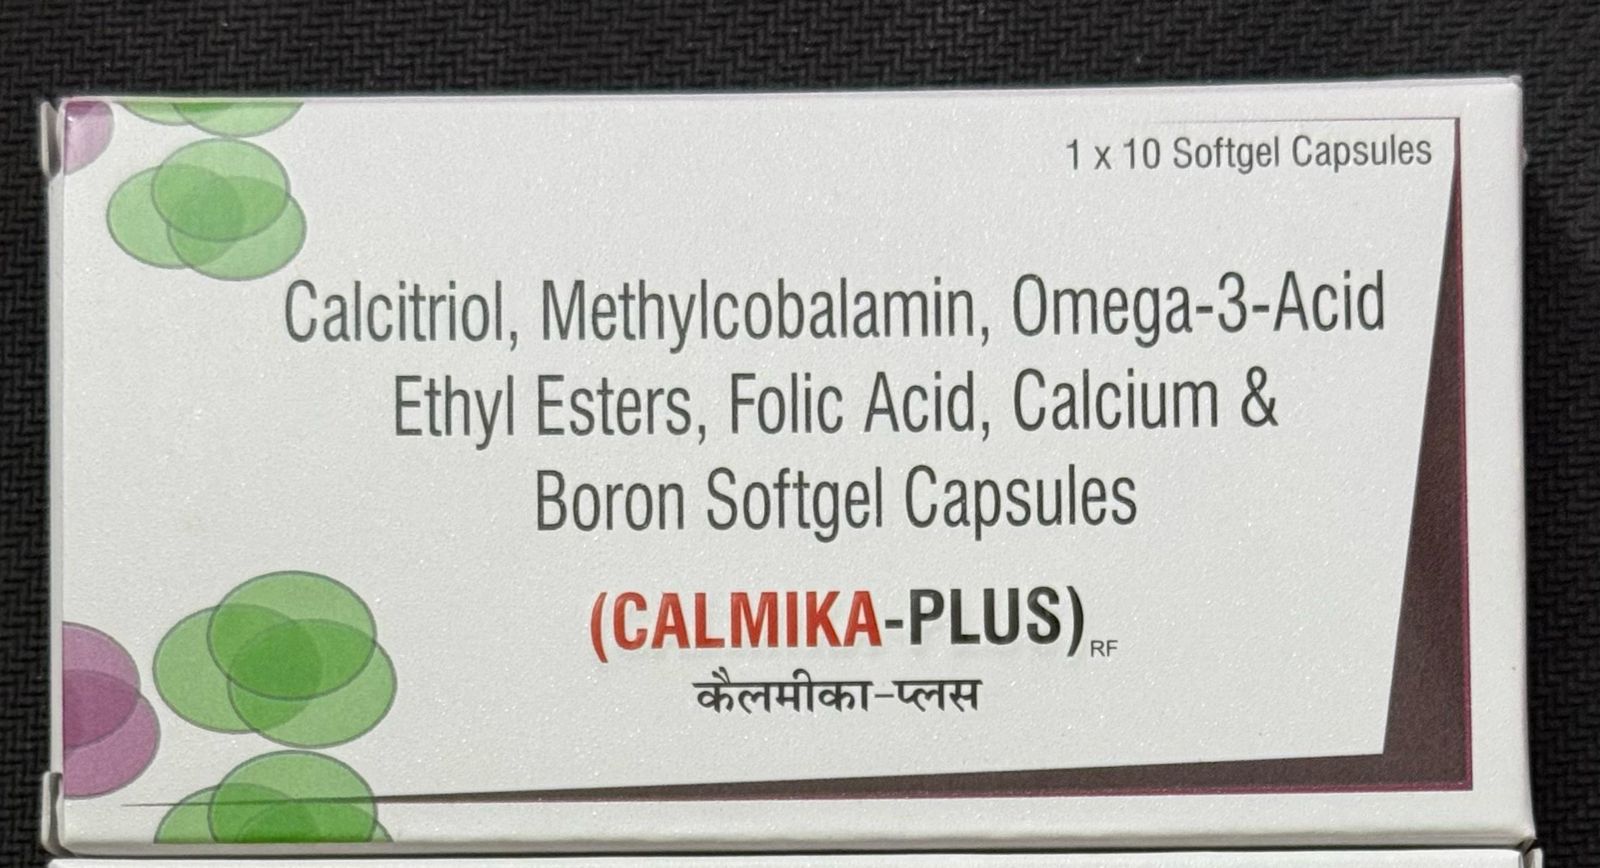 1 x 10 Softgel Capsules
Calcitriol, Methylcobalamin, Omega-3-Acid
Ethyl Esters, Folic Acid, Calcium &
Boron Softgel Capsules
(CALMIKA-PLUS) RF
कैलमीका-प्लस